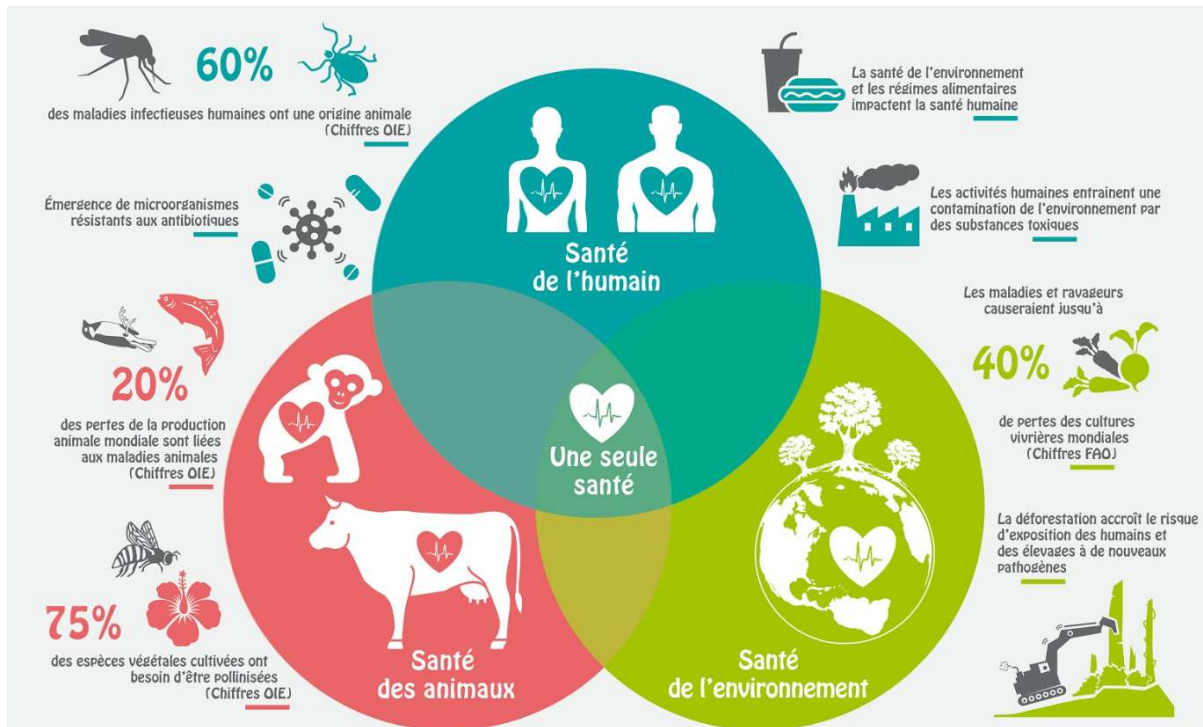 60%
des maladies infectieuses humaines ont une origine animale
(Chiffres OIE)
Émergence de microorganismes
résistants aux antibiotiques
20%
des pertes de la production
animale mondiale sont liées
aux maladies animales
(Chiffres OIE)
75%
des espèces végétales cultivées ont
besoin d'être pollinisées
(Chiffres OIE)
Santé
de l'humain
Une seule
santé
Santé
des animaux
Santé
de l'environnement
La santé de l'environnement
et les régimes alimentaires
impactent la santé humaine
Les activités humaines entrainent une
contamination de l'environnement par
des substances toxiques
Les maladies et ravageurs
causeraient jusqu'à
40%
de pertes des cultures
vivrières mondiales
(Chiffres FAO)
La déforestation accroît le risque
d'exposition des humains et
des élevages à de nouveaux
pathogènes